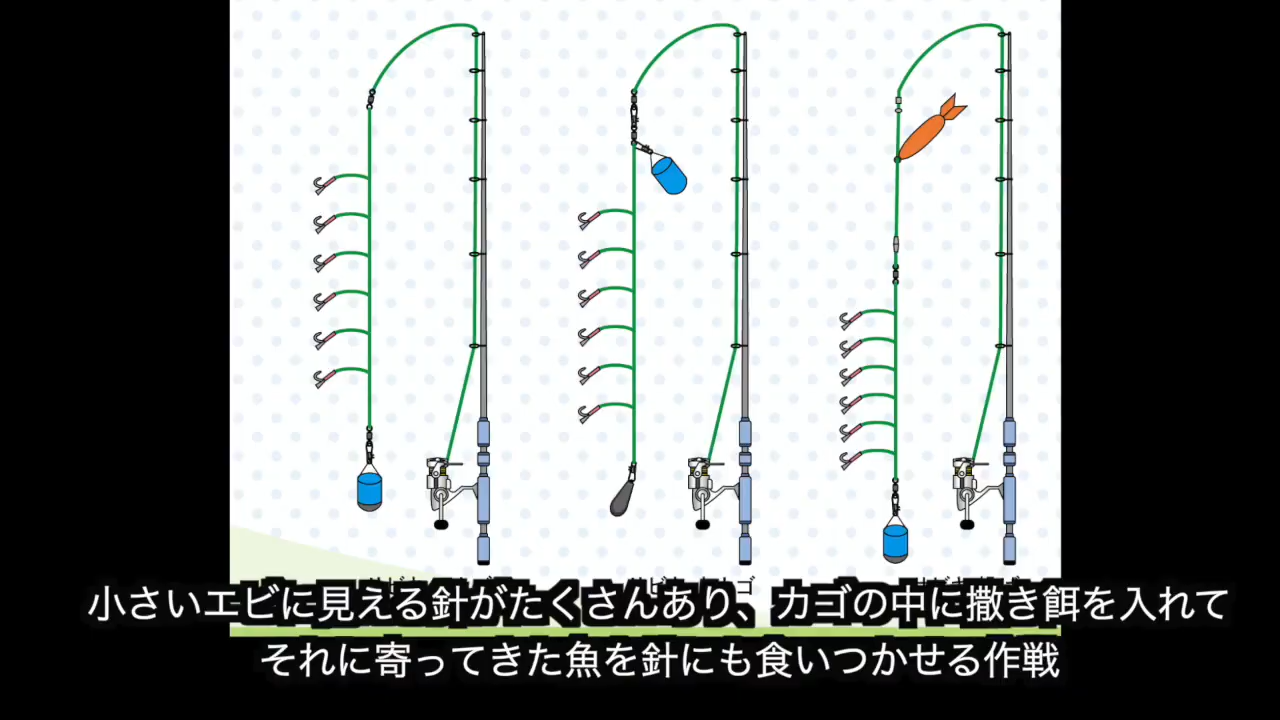 小さいエビに見える針がたくさんあり、カゴの中に撒き餌を入れて
それに寄ってきた魚を針にも食いつかせる作戦